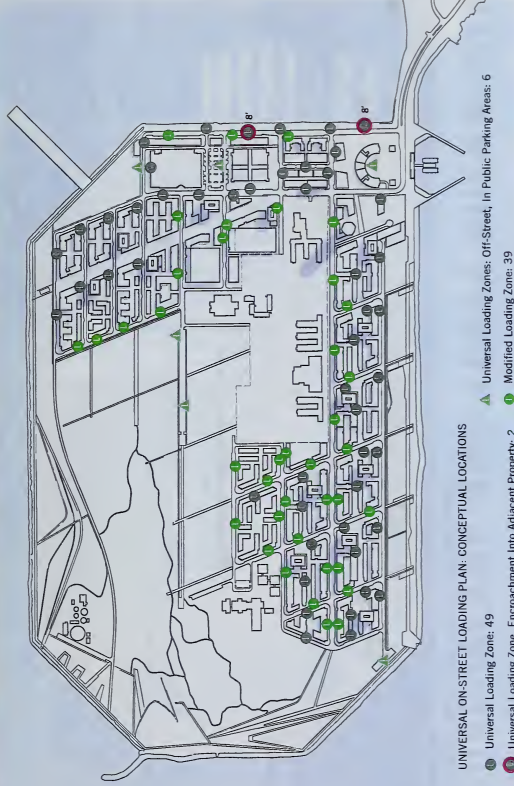 8'
8'
UNIVERSAL ON-STREET LOADING PLAN: CONCEPTUAL LOCATIONS
Universal Loading Zone: 49
Universal Loading Zone, Encroachment Into Adjacent Property: 2
Universal Loading Zones: Off-Street, In Public Parking Areas: 6
Modified Loading Zone: 39